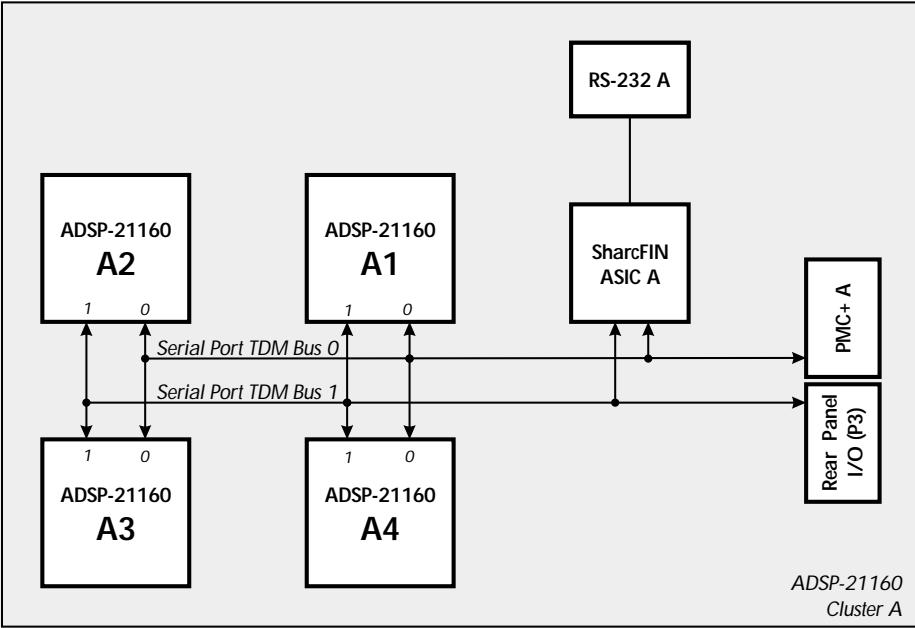 RS-232 A
ADSP-21160
A2
1 0
ADSP-21160
A1
1 0
SharcFIN
ASIC A
PMC+ A
Serial Port TDM Bus 0
Serial Port TDM Bus 1
Rear Panel
I/O (P3)
1 0
ADSP-21160
A3
1 0
ADSP-21160
A4
ADSP-21160
Cluster A